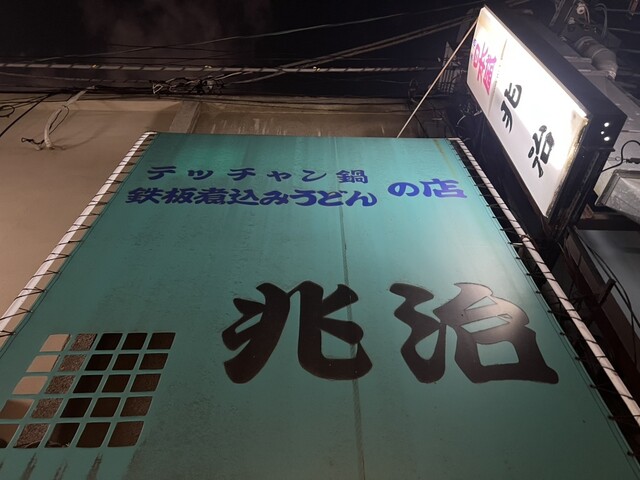 テッチャン鍋
鉄板煮込みうどん の店
兆治
兆治